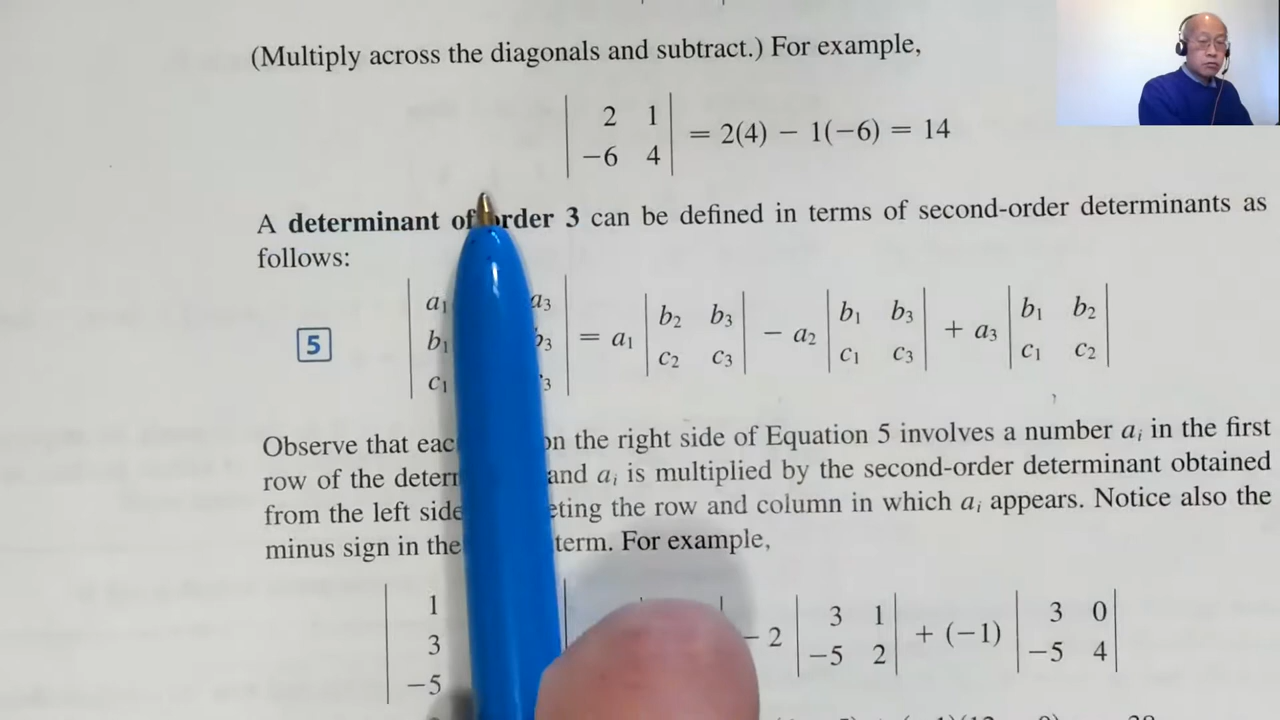 (Multiply across the diagonals and subtract.) For example,
| 2 1 |
| −6 4 | = 2(4) − 1(−6) = 14
A determinant of order 3 can be defined in terms of second-order determinants as
follows:
a₁ a₃ b₂ b₃ b₁ b₃ b₁ b₂
5 b₁ b₃ = a₁ − a₂ + a₃
c₁ c₂ c₃ c₁ c₃ c₁ c₂
Observe that on the right side of Equation 5 involves a number aᵢ in the first
row of the and aᵢ is multiplied by the second-order determinant obtained
from the left side the row and column in which aᵢ appears. Notice also the
minus sign in the term. For example,
1 3 1 3 0
3 − 2 + (−1)
−5 −5 2 −5 4